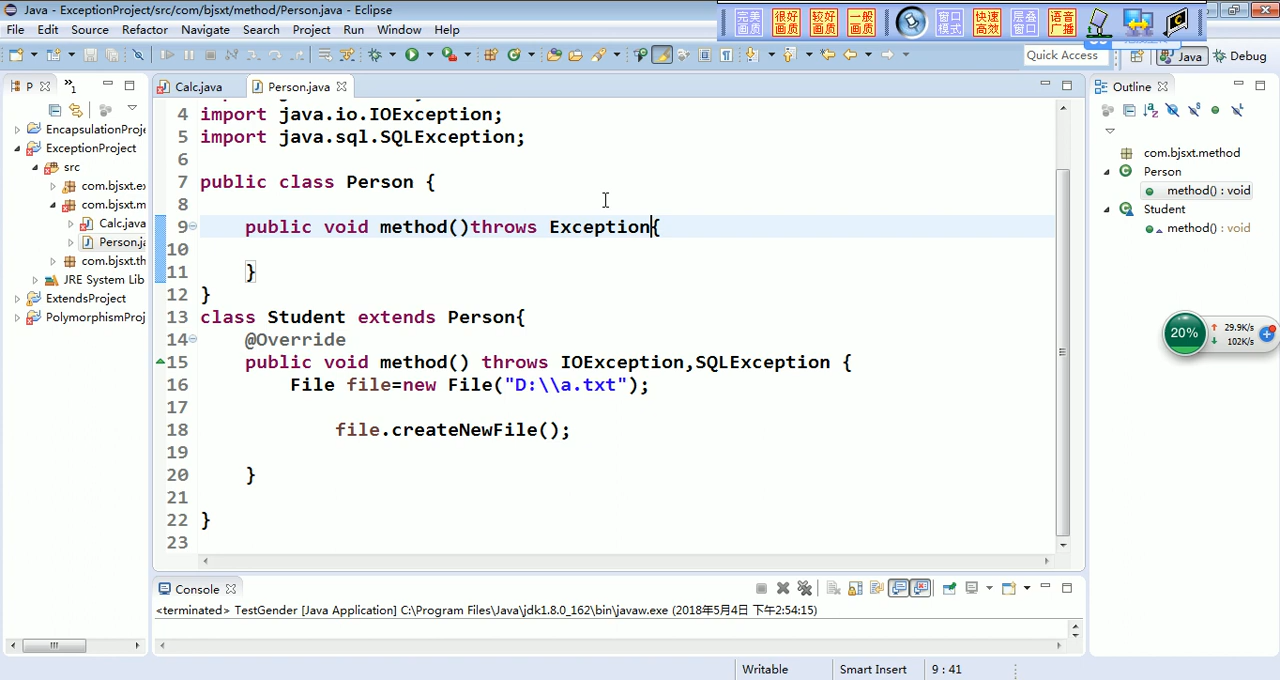 Java - ExceptionProject/src/com/bjsxt/method/Person.java - Eclipse
完美画质
很好画质
较好画质
一般画质
窗口模式
快速高效
层叠窗口
语音广播
File Edit Source Refactor Navigate Search Project Run Window Help
Quick Access
Java
Debug
P
»1
Calc.java
Person.java
Outline
EncapsulationProje
ExceptionProject
src
com.bjsxt.ex
com.bjsxt.m
Calc.java
Person.ja
com.bjsxt.th
JRE System Lib
ExtendsProject
PolymorphismProj
4 import java.io.IOException;
5 import java.sql.SQLException;
6
7 public class Person {
8
9 public void method()throws Exception{
10
11 }
12 }
13 class Student extends Person{
14 @Override
15 public void method() throws IOException,SQLException {
16 File file=new File("D:\\a.txt");
17
18 file.createNewFile();
19
20 }
21
22 }
23
com.bjsxt.method
Person
method() : void
Student
method() : void
20%
29.9K/s
102K/s
Console
<terminated> TestGender [Java Application] C:\Program Files\Java\jdk1.8.0_162\bin\javaw.exe (2018年5月4日 下午2:54:15)
Writable
Smart Insert
9 : 41